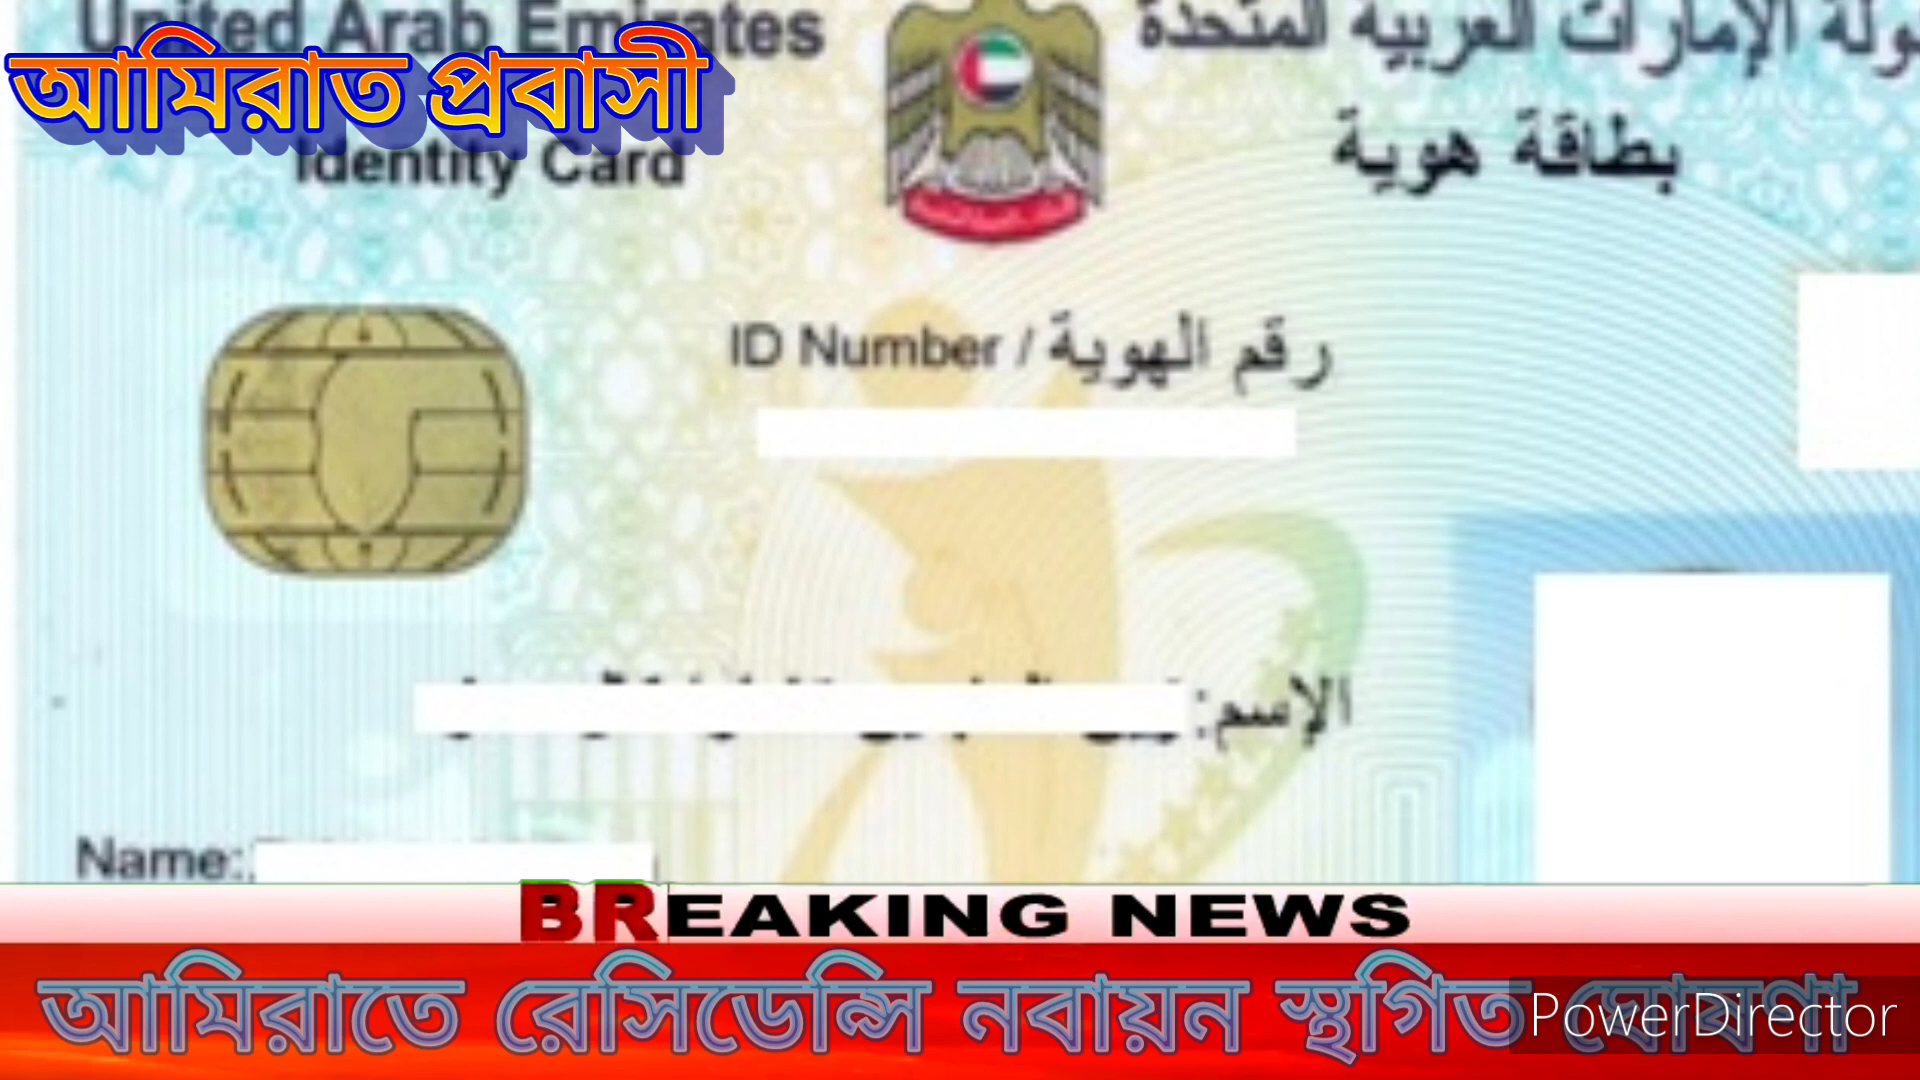 United Arab Emirates
دولة الإمارات العربية المتحدة
আমিরাত প্রবাসী
Identity Card
بطاقة هوية
ID Number / رقم الهوية
الإسم:
Name:
BREAKING NEWS
আমিরাতে রেসিডেন্সি নবায়ন স্থগিত ঘোষণা
PowerDirector